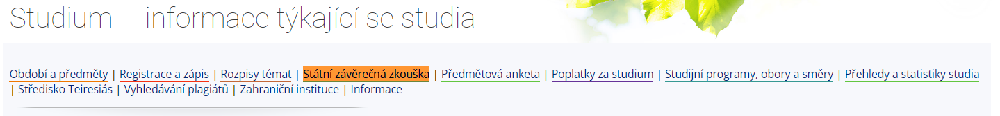 Studium – informace týkající se studia
Období a předměty | Registrace a zápis | Rozpisy témat | Státní závěrečná zkouška | Předmětová anketa | Poplatky za studium | Studijní programy, obory a směry | Přehledy a statistiky studia
| Středisko Teiresiás | Vyhledávání plagiátů | Zahraniční instituce | Informace